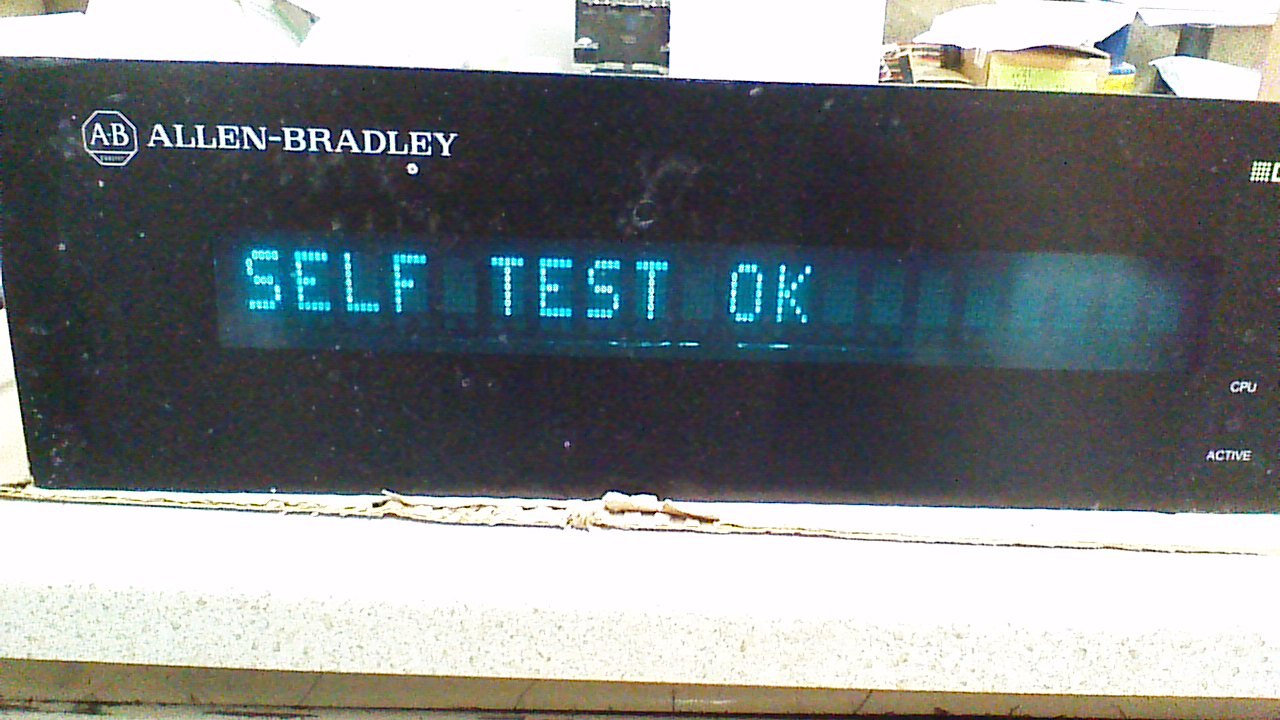 A-B
ALLEN-BRADLEY
SELF TEST OK
CPU
ACTIVE